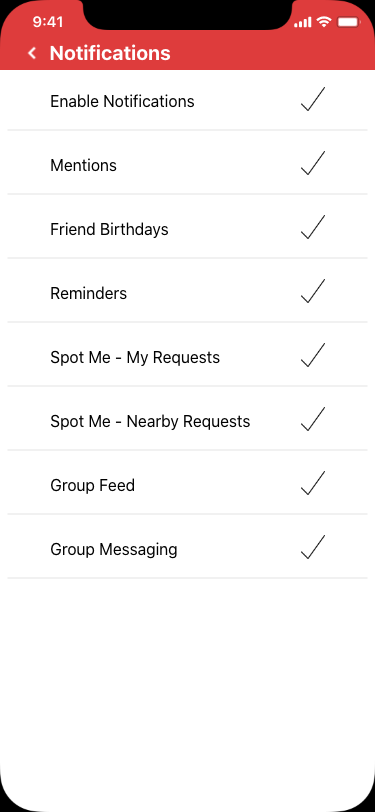 9:41
Notifications
Enable Notifications
Mentions
Friend Birthdays
Reminders
Spot Me - My Requests
Spot Me - Nearby Requests
Group Feed
Group Messaging